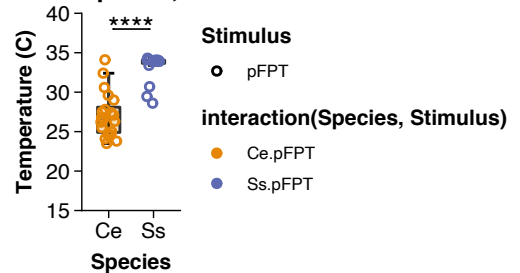 40
35
30
25
20
15
Temperature (C)
****
Ce
Ss
Species
Stimulus
pFPT
interaction(Species, Stimulus)
Ce.pFPT
Ss.pFPT